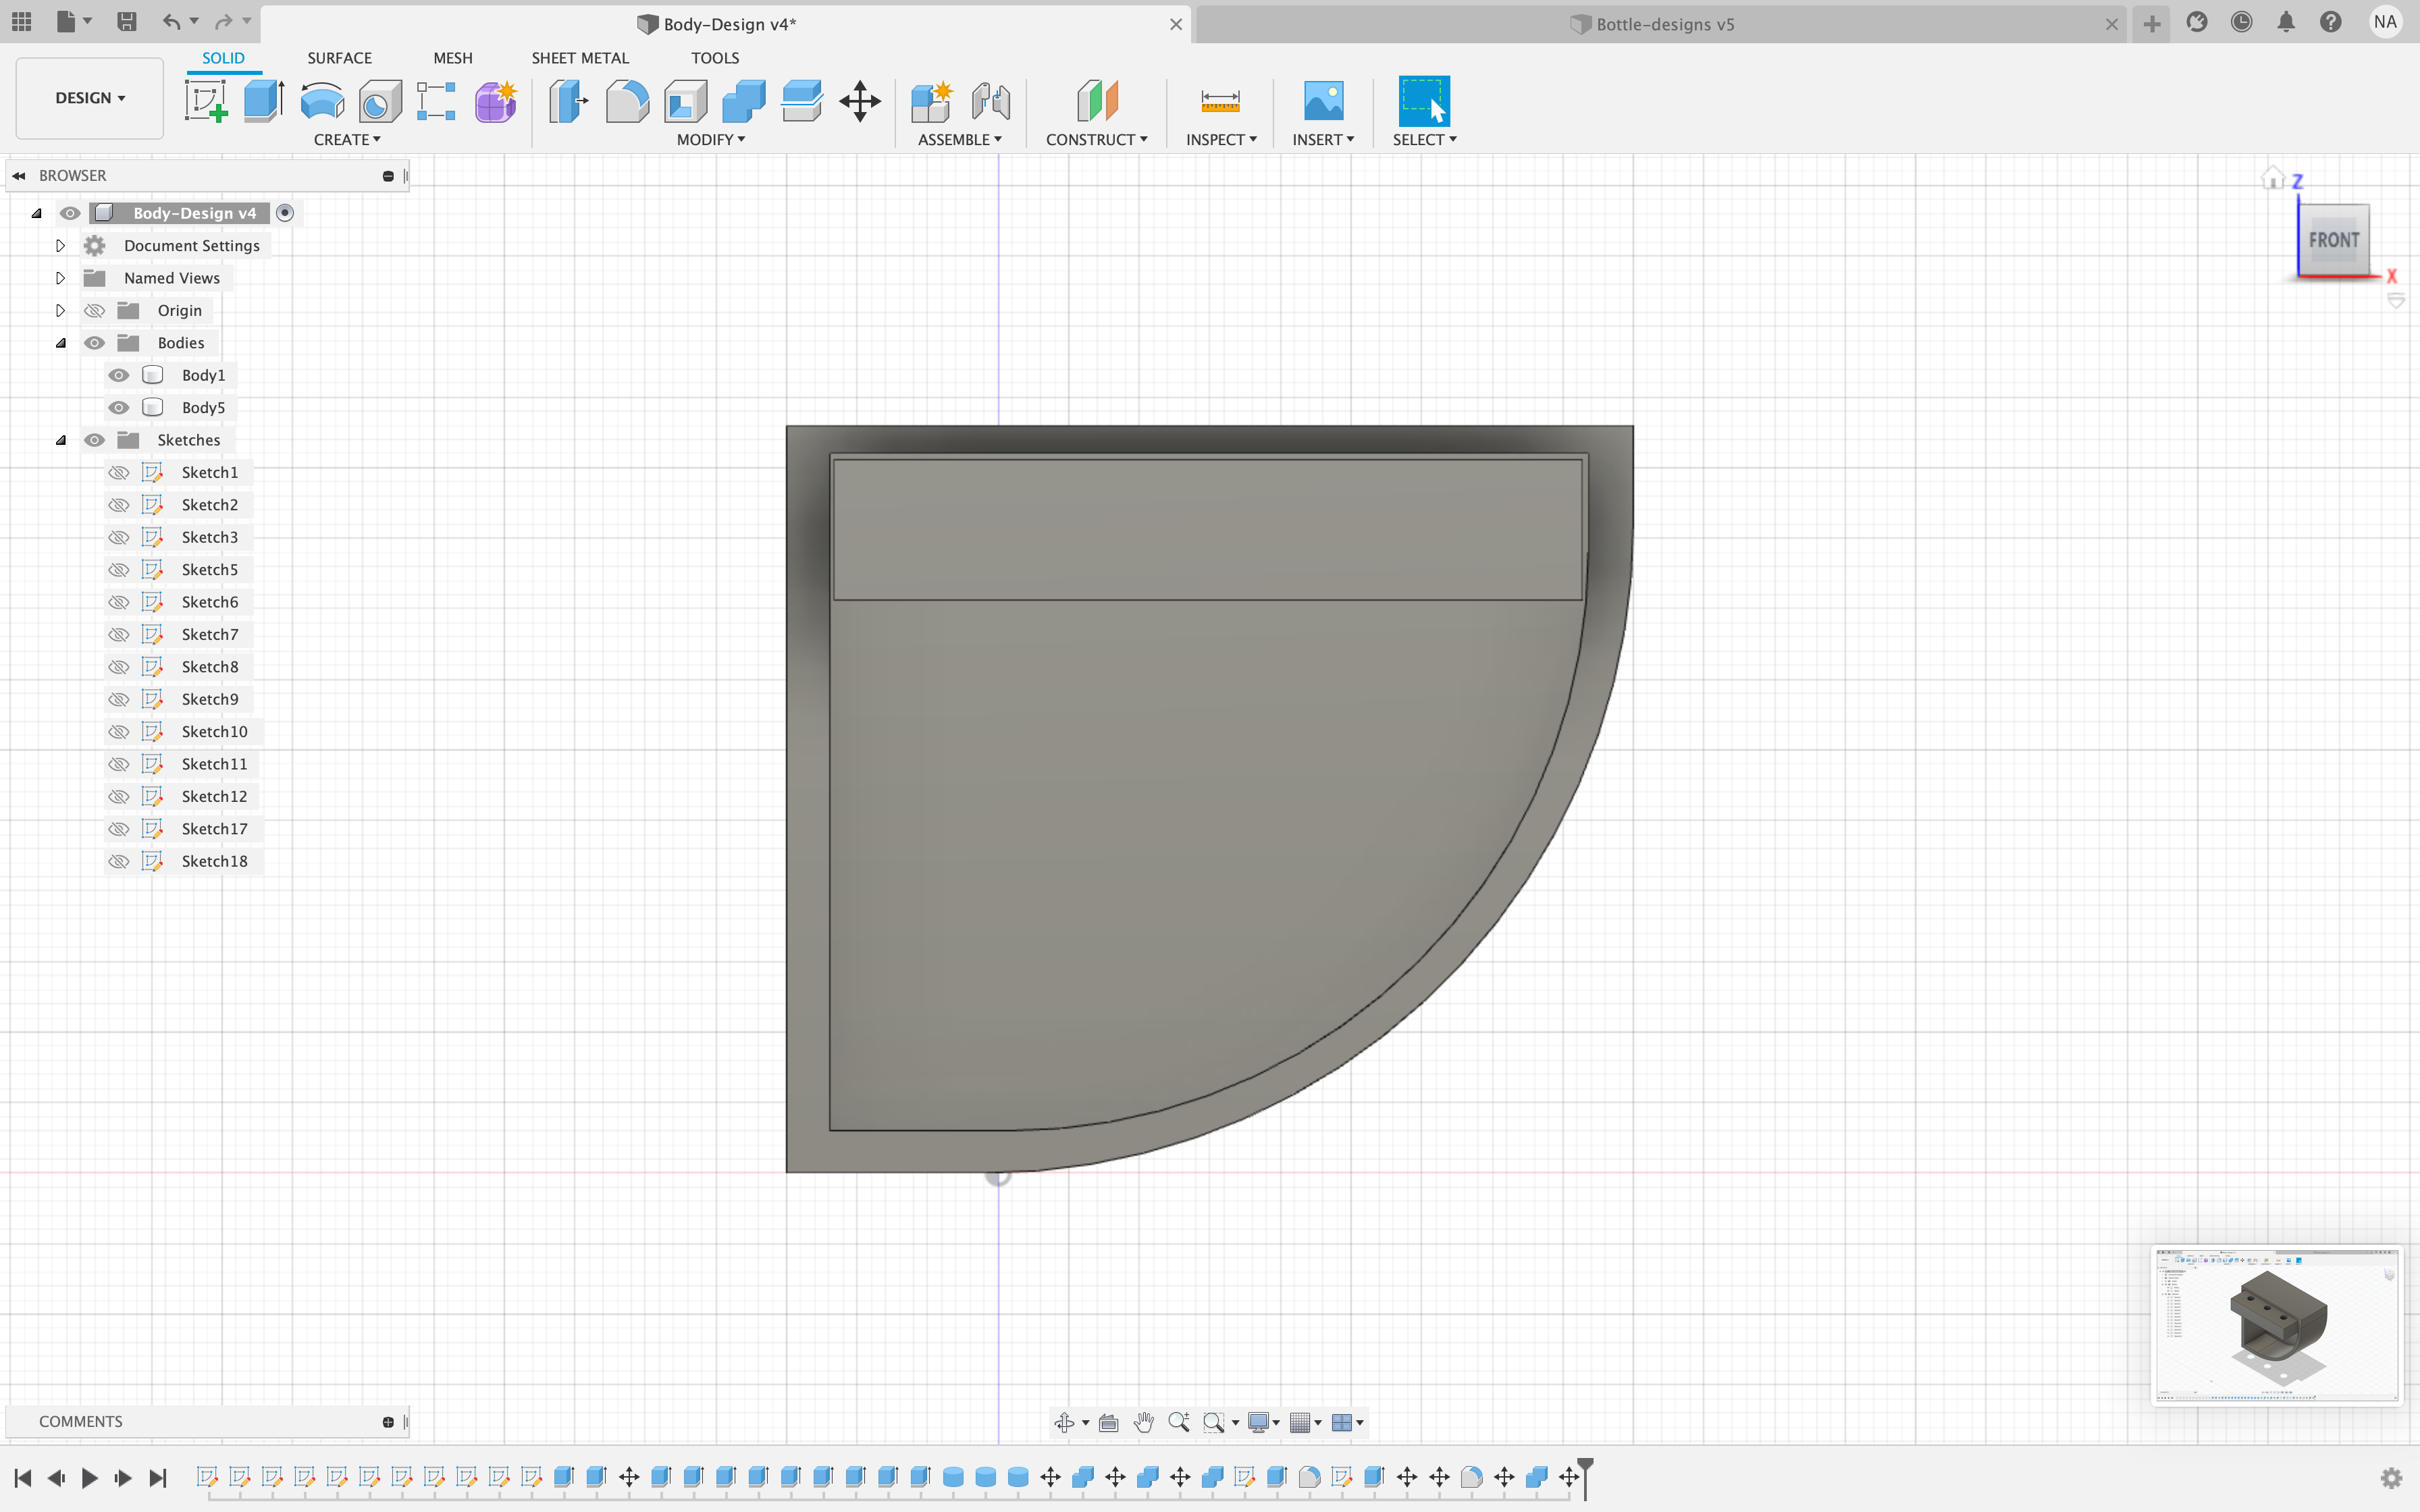 Body-Design v4*
Bottle-designs v5
NA
SOLID
SURFACE
MESH
SHEET METAL
TOOLS
DESIGN
CREATE
MODIFY
ASSEMBLE
CONSTRUCT
INSPECT
INSERT
SELECT
BROWSER
Body-Design v4
Document Settings
Named Views
Origin
Bodies
Body1
Body5
Sketches
Sketch1
Sketch2
Sketch3
Sketch5
Sketch6
Sketch7
Sketch8
Sketch9
Sketch10
Sketch11
Sketch12
Sketch17
Sketch18
Z
FRONT
X
COMMENTS